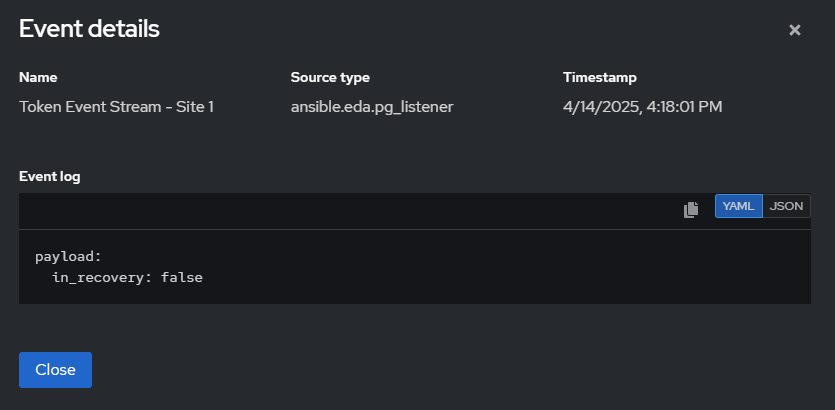 Event details
Name
Source type
Timestamp
Token Event Stream - Site 1
ansible.eda.pg_listener
4/14/2025, 4:18:01 PM
Event log
YAML
JSON
payload:
  in_recovery: false
Close